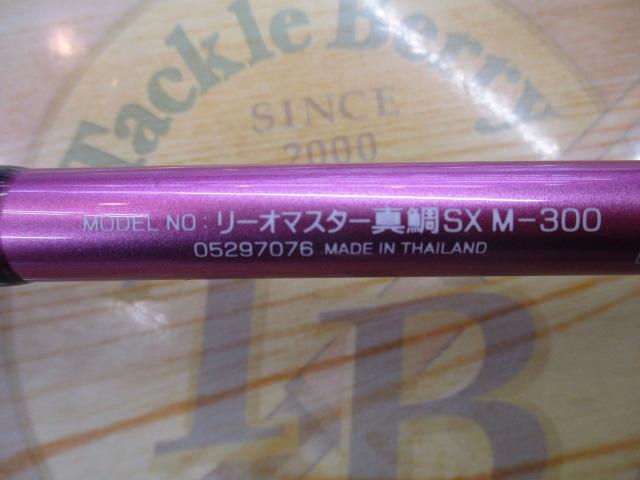 Tackle Berry
SINCE
2000
MODEL NO: リーオマスター真鯛SX M-300
05297076 MADE IN THAILAND
TB